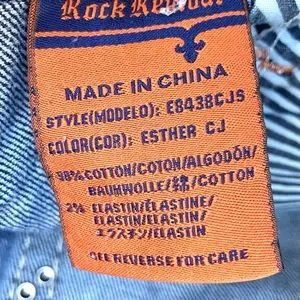 Rock Revival
MADE IN CHINA
STYLE(MODELO): E8438CJS
COLOR(COR): ESTHER CJ
98%COTTON/COTON/ALGODÓN/
BAUMWOLLE/綿/COTTON
2% ELASTIN/ELASTINE/
ELASTIN/ELASTIN/
エラスチン/ELASTIN
SEE REVERSE FOR CARE